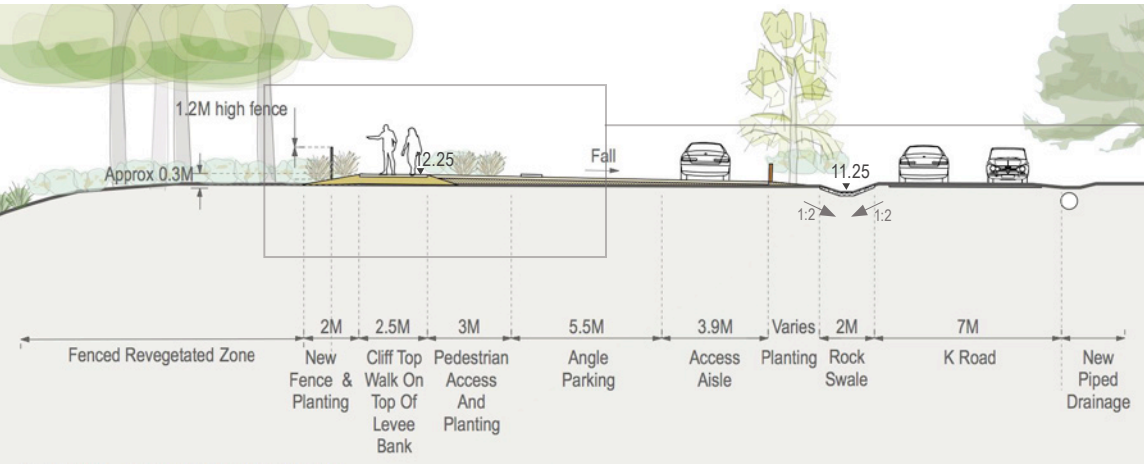 1.2M high fence
Approx 0.3M
12.25
Fall
11.25
1:2
1:2
2M
2.5M
3M
5.5M
3.9M
Varies
2M
7M
Fenced Revegetated Zone
New
Fence &
Planting
Cliff Top
Walk On
Top Of
Levee
Bank
Pedestrian
Access
And
Planting
Angle
Parking
Access
Aisle
Planting
Rock
Swale
K Road
New
Piped
Drainage